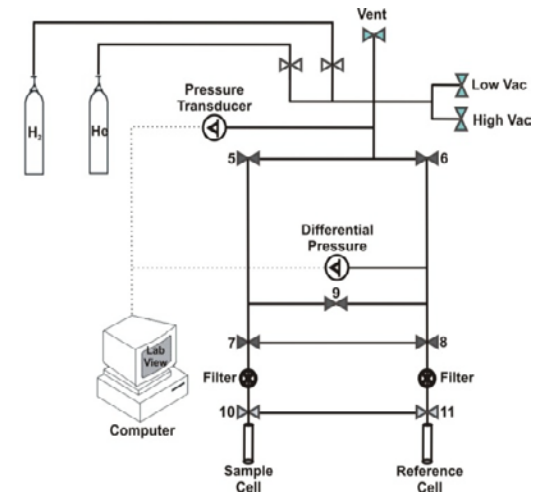 Vent
Low Vac
High Vac
Pressure
Transducer
H2
He
5
6
Differential
Pressure
9
7
8
Lab
View
Filter
Filter
10
11
Computer
Sample
Cell
Reference
Cell